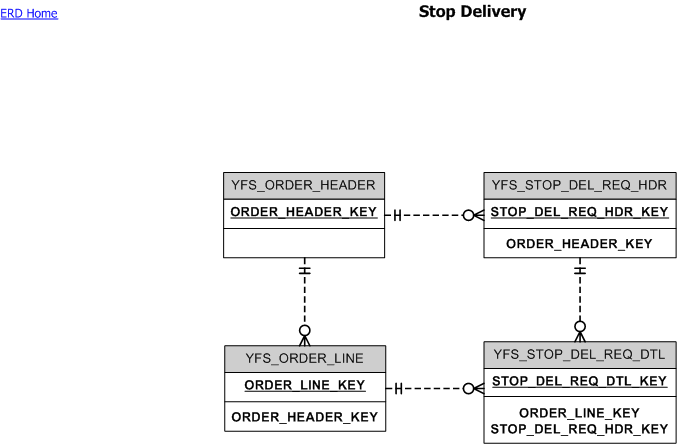 ERD Home
Stop Delivery
YFS_ORDER_HEADER
ORDER_HEADER_KEY
YFS_STOP_DEL_REQ_HDR
STOP_DEL_REQ_HDR_KEY
ORDER_HEADER_KEY
YFS_ORDER_LINE
ORDER_LINE_KEY
ORDER_HEADER_KEY
YFS_STOP_DEL_REQ_DTL
STOP_DEL_REQ_DTL_KEY
ORDER_LINE_KEY
STOP_DEL_REQ_HDR_KEY